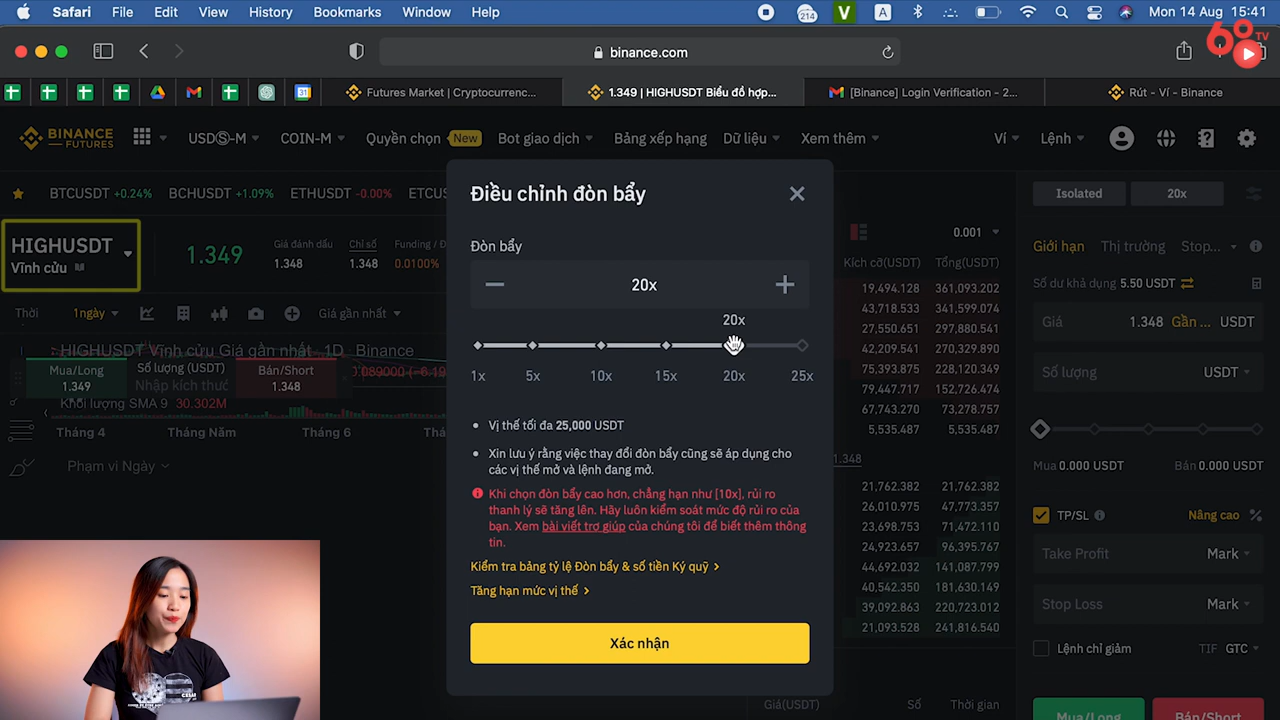 Safari File Edit View History Bookmarks Window Help 214 V A Mon 14 Aug 15:41
68 TV
binance.com
Futures Market | Cryptocurrenc...
1.349 | HIGHUSDT Biểu đồ hợp...
[Binance] Login Verification - 2...
Rút - Ví - Binance
BINANCE FUTURES
USDⓈ-M COIN-M Quyền chọn New Bot giao dịch Bảng xếp hạng Dữ liệu Xem thêm Ví Lệnh
BTCUSDT +0.24% BCHUSDT +1.09% ETHUSDT -0.00% ETCUS
HIGHUSDT
Vĩnh cửu
1.349
Giá đánh dấu
1.348
Chỉ số
1.348
Funding / Đ
0.0100%
Thời 1ngày Giá gần nhất
HIGHUSDT Vĩnh cửu Giá gần nhất 1D Binance
Mua/Long
1.349
Số lượng (USDT)
Nhập kích thước
Bán/Short
1.348
Khối lượng SMA 9 30.302M
Tháng 4 Tháng Năm Tháng 6 Thá
Phạm vi Ngày
Điều chỉnh đòn bẩy
Đòn bẩy
20x
20x
1x 5x 10x 15x 20x 25x
Vị thế tối đa 25,000 USDT
Xin lưu ý rằng việc thay đổi đòn bẩy cũng sẽ áp dụng cho
các vị thế mở và lệnh đang mở.
Khi chọn đòn bẩy cao hơn, chẳng hạn như [10x], rủi ro
thanh lý sẽ tăng lên. Hãy luôn kiểm soát mức độ rủi ro của
bạn. Xem bài viết trợ giúp của chúng tôi để biết thêm thông
tin.
Kiểm tra bảng tỷ lệ Đòn bẩy & số tiền Ký quỹ
Tăng hạn mức vị thế
Xác nhận
0.001
Kích cỡ(USDT) Tổng(USDT)
19,494.128 361,093.202
43,718.533 341,599.074
27,550.651 297,880.541
42,209.541 270,329.890
75,393.875 228,120.349
79,447.717 152,726.474
67,743.270 73,278.757
5,535.487 5,535.487
1.348
21,762.382 21,762.382
26,010.975 47,773.357
23,698.753 71,472.110
24,923.657 96,395.767
44,692.032 141,087.799
40,542.350 181,630.149
39,092.863 220,723.012
21,093.528 241,816.540
Giá(USDT) Số Thời gian
Isolated 20x
Giới hạn Thị trường Stop...
Số dư khả dụng 5.50 USDT
Giá 1.348 Gần ... USDT
Số lượng USDT
Mua 0.000 USDT Bán 0.000 USDT
TP/SL Nâng cao
Take Profit Mark
Stop Loss Mark
Lệnh chỉ giảm TIF GTC
Mua/Long Bán/Short